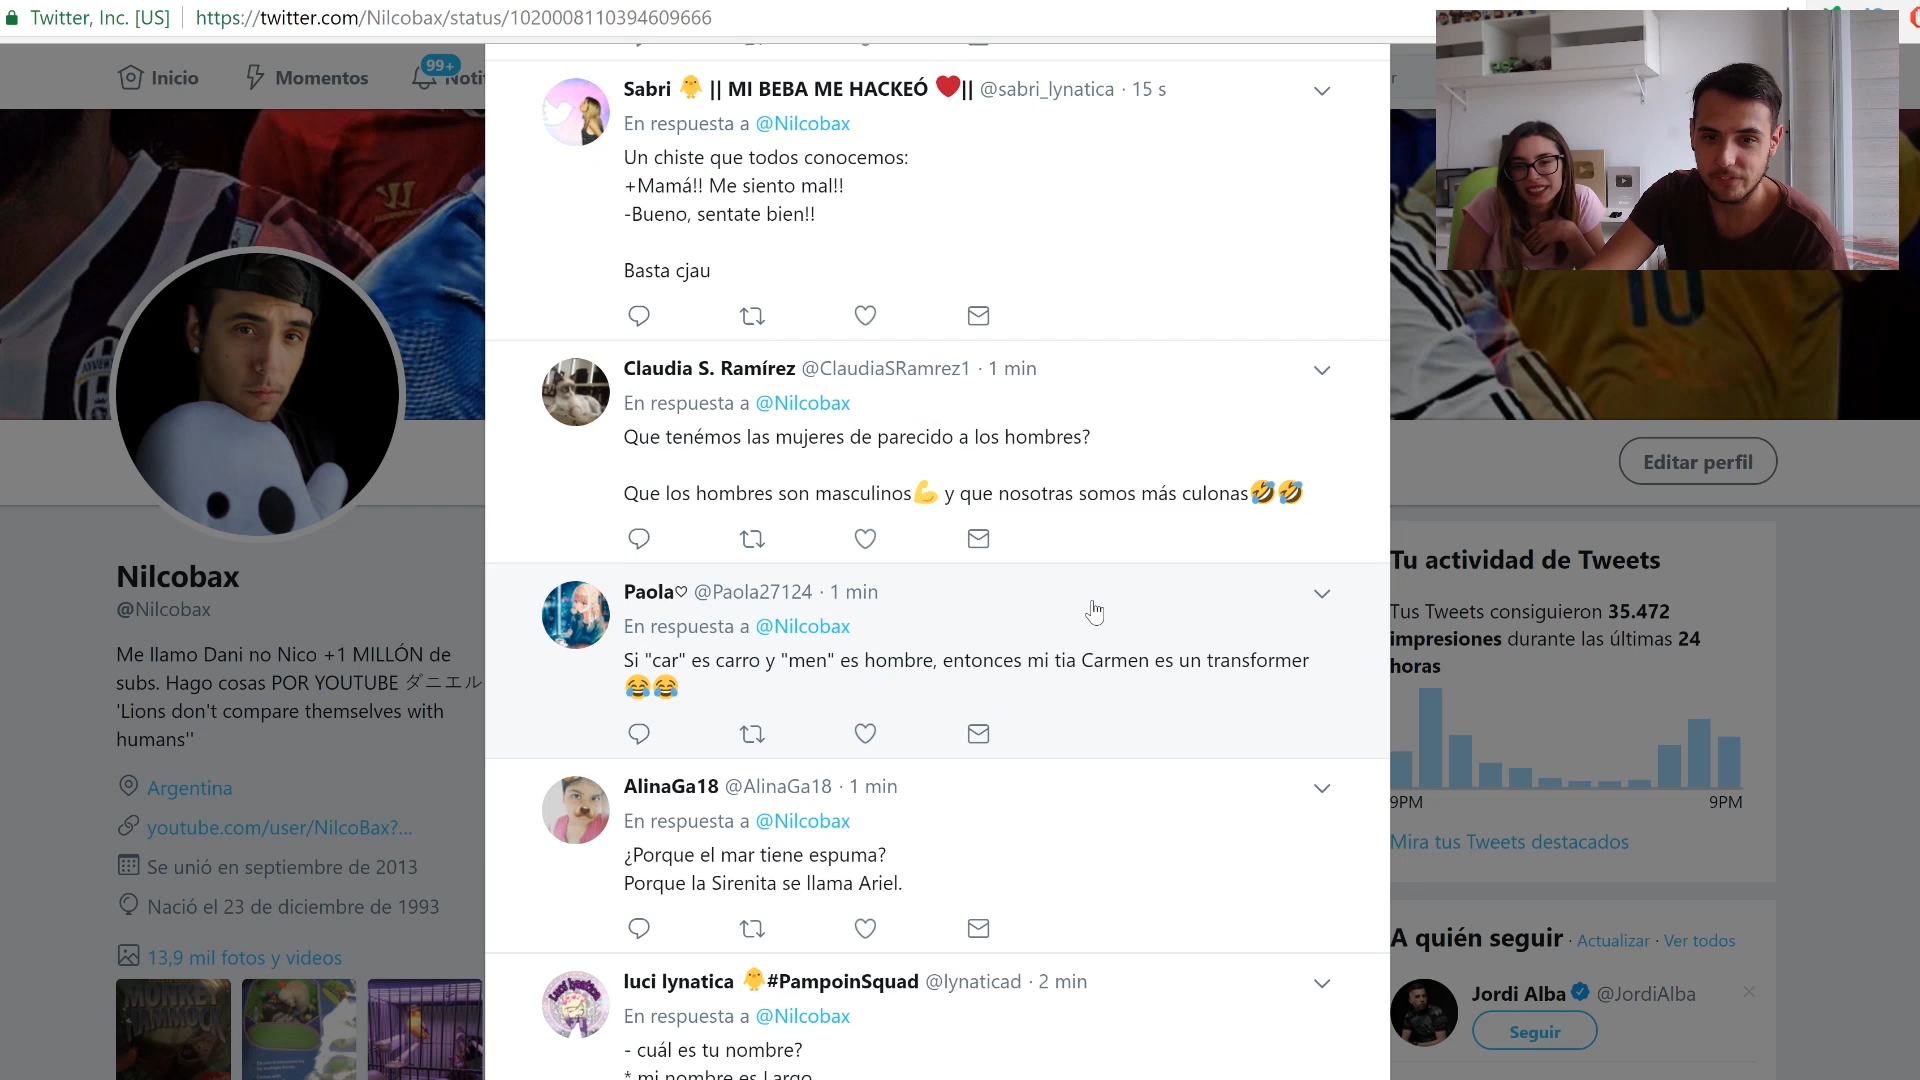 Twitter, Inc. [US] https://twitter.com/Nilcobax/status/1020008110394609666
Inicio
Momentos
99+
Noti
Sabri 🐥 || MI BEBA ME HACKEÓ ❤️|| @sabri_lynatica · 15 s
En respuesta a @Nilcobax
Un chiste que todos conocemos:
+Mamá!! Me siento mal!!
-Bueno, sentate bien!!
Basta cjau
Claudia S. Ramírez @ClaudiaSRamrez1 · 1 min
En respuesta a @Nilcobax
Que tenémos las mujeres de parecido a los hombres?
Que los hombres son masculinos💪 y que nosotras somos más culonas🤣🤣
Paola♡ @Paola27124 · 1 min
En respuesta a @Nilcobax
Si "car" es carro y "men" es hombre, entonces mi tia Carmen es un transformer
😂😂
AlinaGa18 @AlinaGa18 · 1 min
En respuesta a @Nilcobax
¿Porque el mar tiene espuma?
Porque la Sirenita se llama Ariel.
luci lynatica 🐥#PampoinSquad @lynaticad · 2 min
En respuesta a @Nilcobax
- cuál es tu nombre?
* mi nombre es Largo
Nilcobax
@Nilcobax
Me llamo Dani no Nico +1 MILLÓN de
subs. Hago cosas POR YOUTUBE ダニエル
'Lions don't compare themselves with
humans''
Argentina
youtube.com/user/NilcoBax?...
Se unió en septiembre de 2013
Nació el 23 de diciembre de 1993
13,9 mil fotos y videos
MONKEY
JAMMOCK
10
Editar perfil
Tu actividad de Tweets
Tus Tweets consiguieron 35.472
impresiones durante las últimas 24
horas
9PM
9PM
Mira tus Tweets destacados
A quién seguir · Actualizar · Ver todos
Jordi Alba @JordiAlba
Seguir